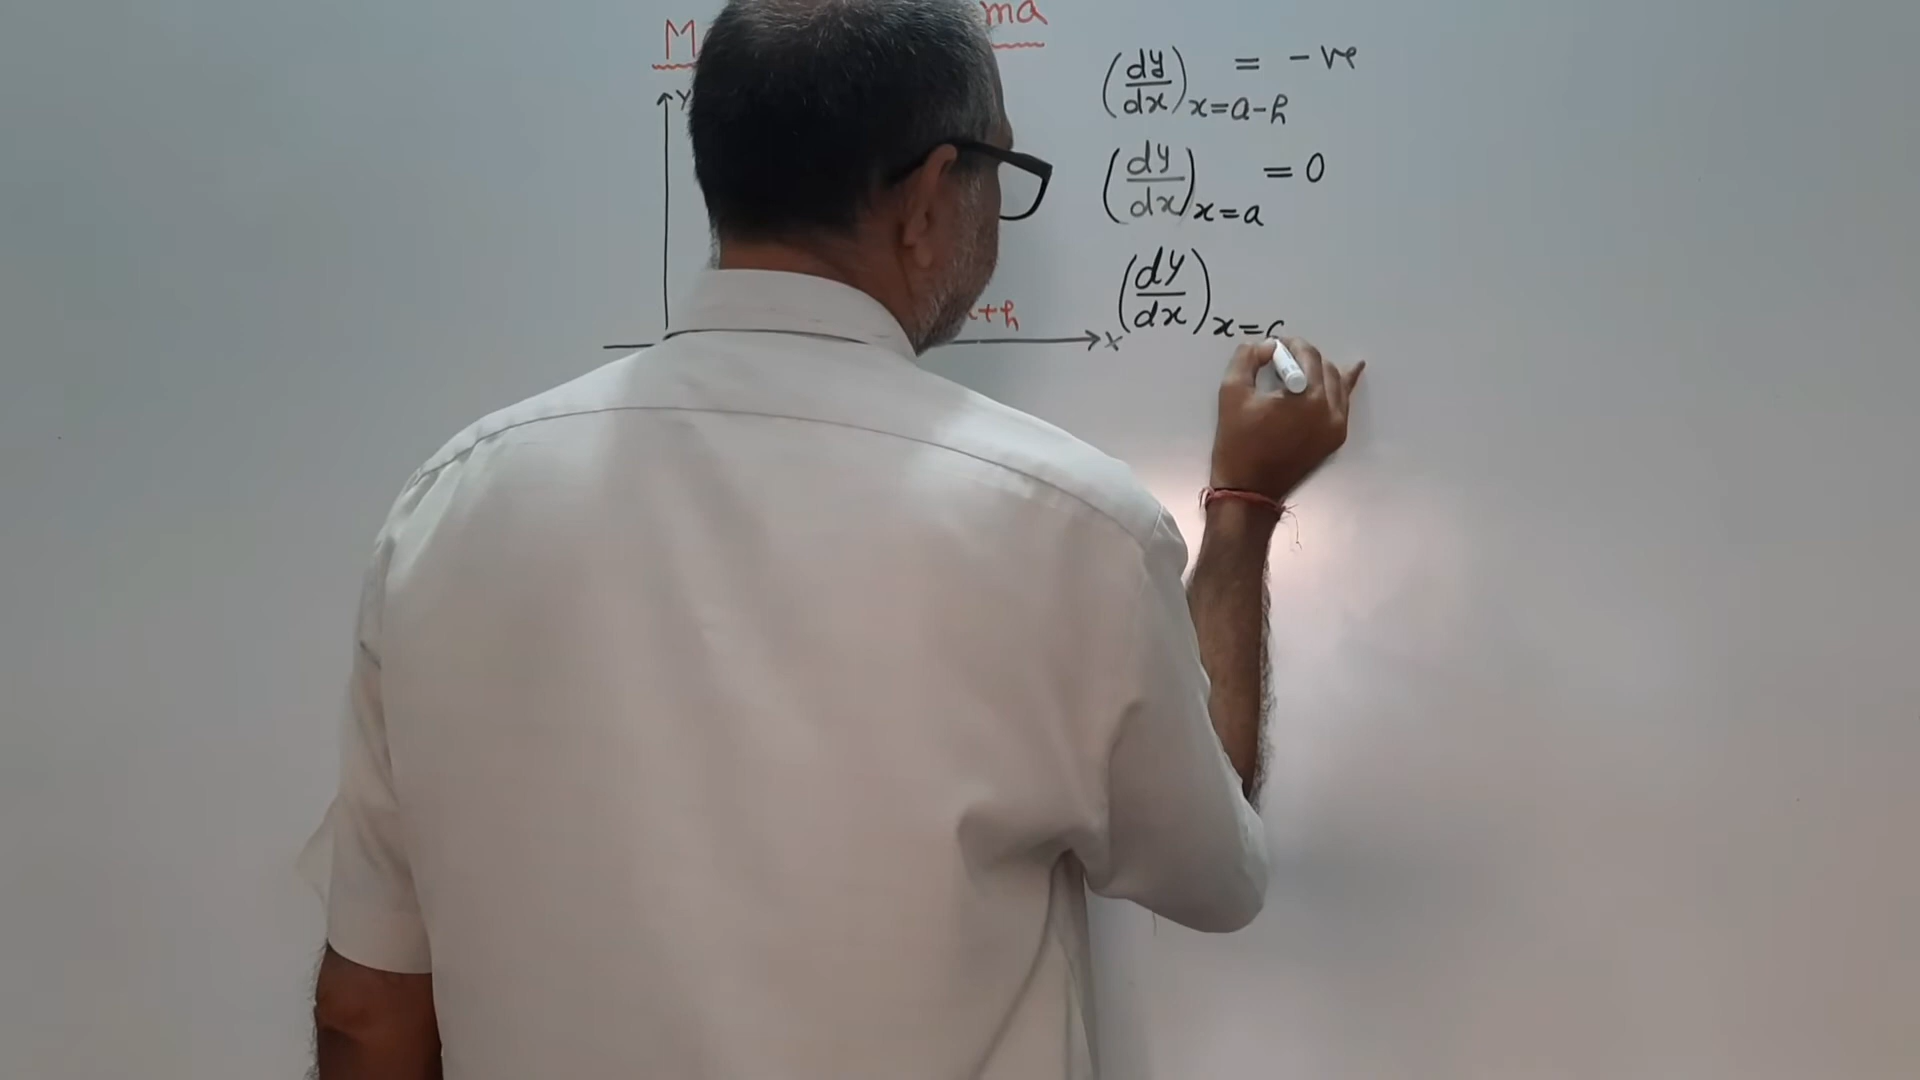 M ma
Y
(dy/dx)x=a-h = -ve
(dy/dx)x=a = 0
(dy/dx)x=
+h
X